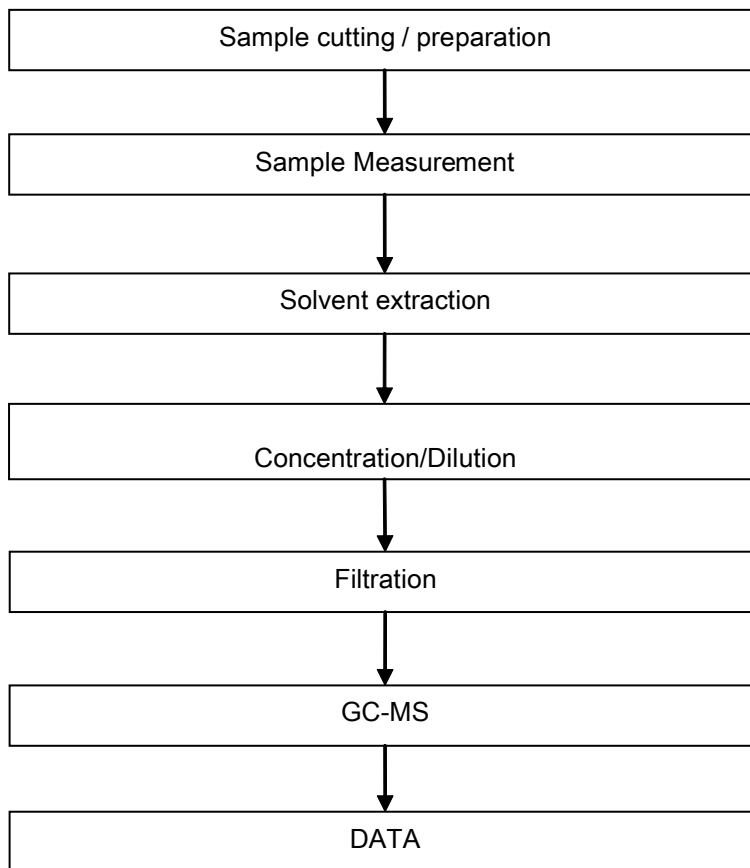 Sample cutting / preparation
Sample Measurement
Solvent extraction
Concentration/Dilution
Filtration
GC-MS
DATA